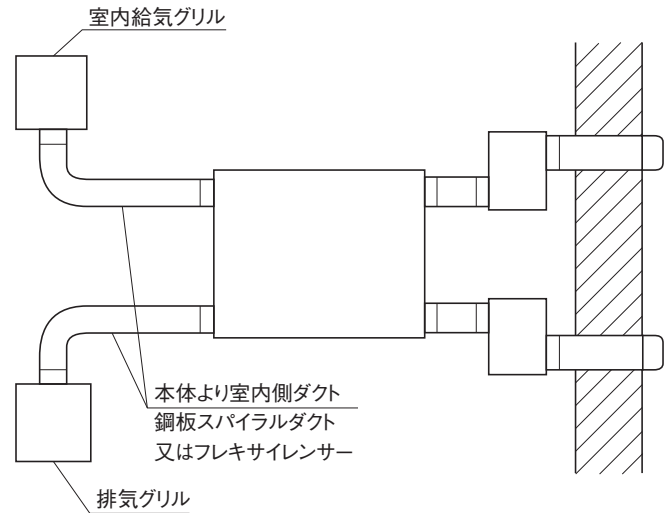 室内給気グリル
本体より室内側ダクト
鋼板スパイラルダクト
又はフレキサイレンサー
排気グリル